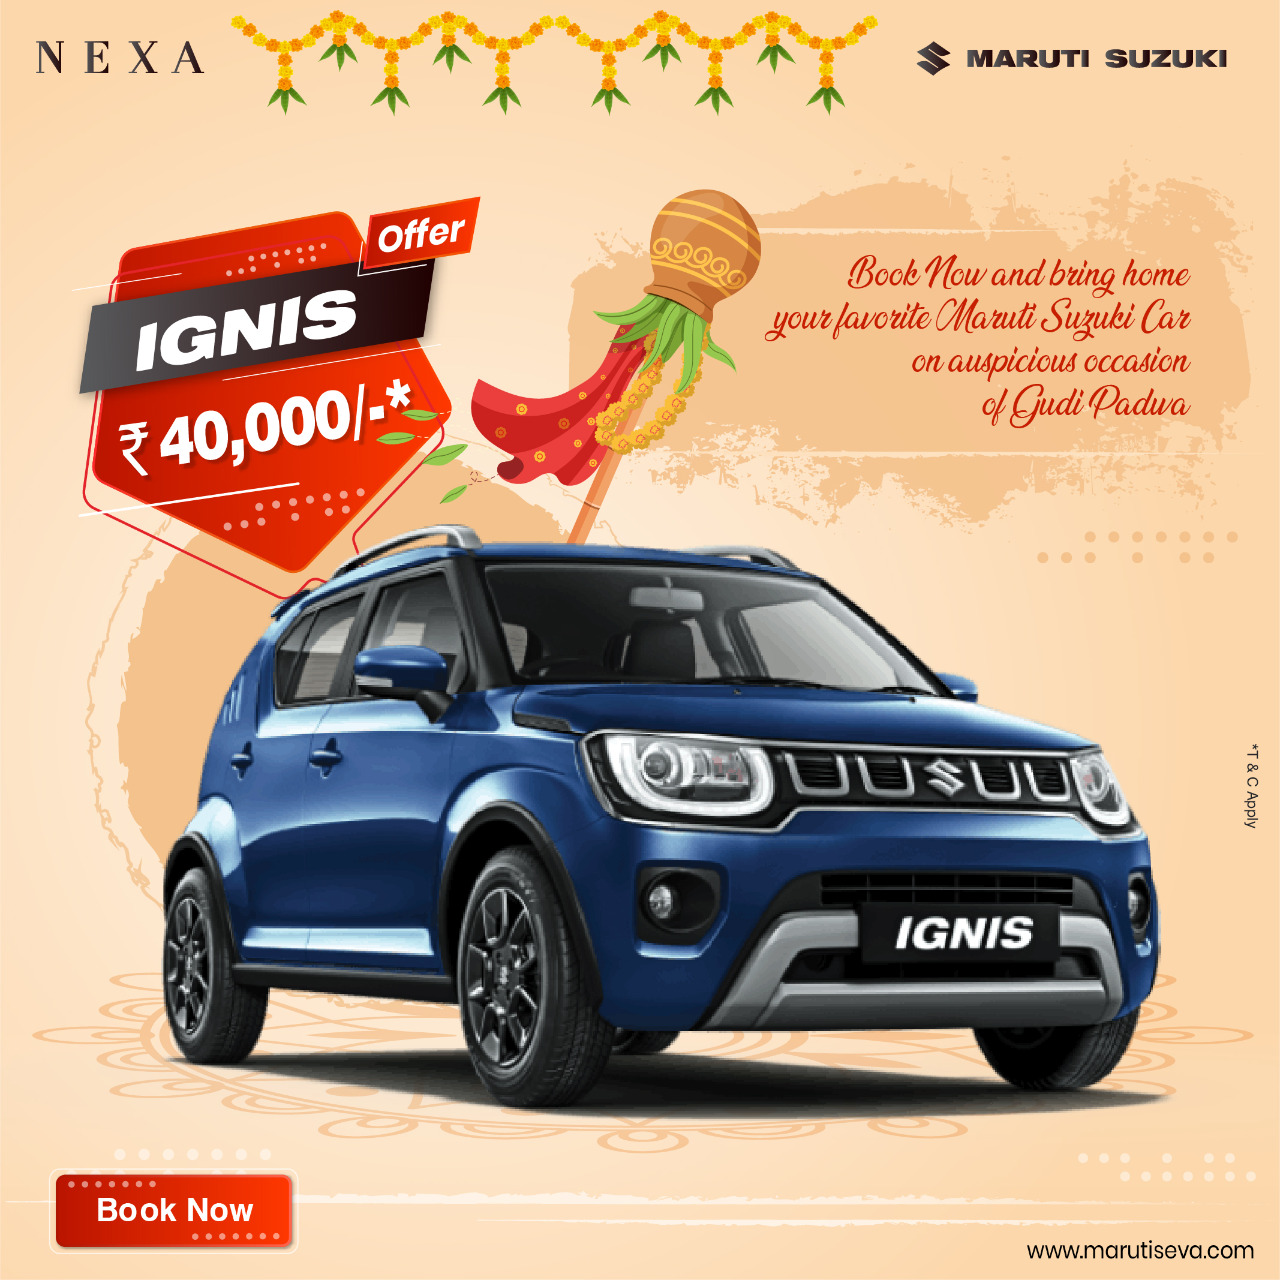 NEXA
MARUTI SUZUKI
Offer
IGNIS
₹ 40,000/-*
Book Now and bring home
your favorite Maruti Suzuki Car
on auspicious occasion
of Gudi Padwa
*T & C Apply
IGNIS
Book Now
www.marutiseva.com